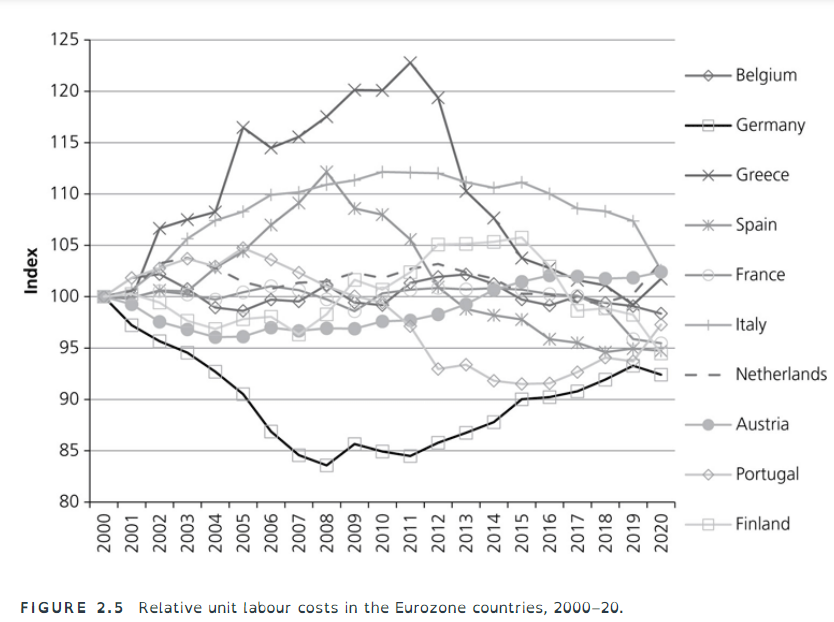 125
120
115
110
105
100
95
90
85
80
Index
2000 2001 2002 2003 2004 2005 2006 2007 2008 2009 2010 2011 2012 2013 2014 2015 2016 2017 2018 2019 2020
Belgium
Germany
Greece
Spain
France
Italy
Netherlands
Austria
Portugal
Finland
FIGURE 2.5 Relative unit labour costs in the Eurozone countries, 2000–20.